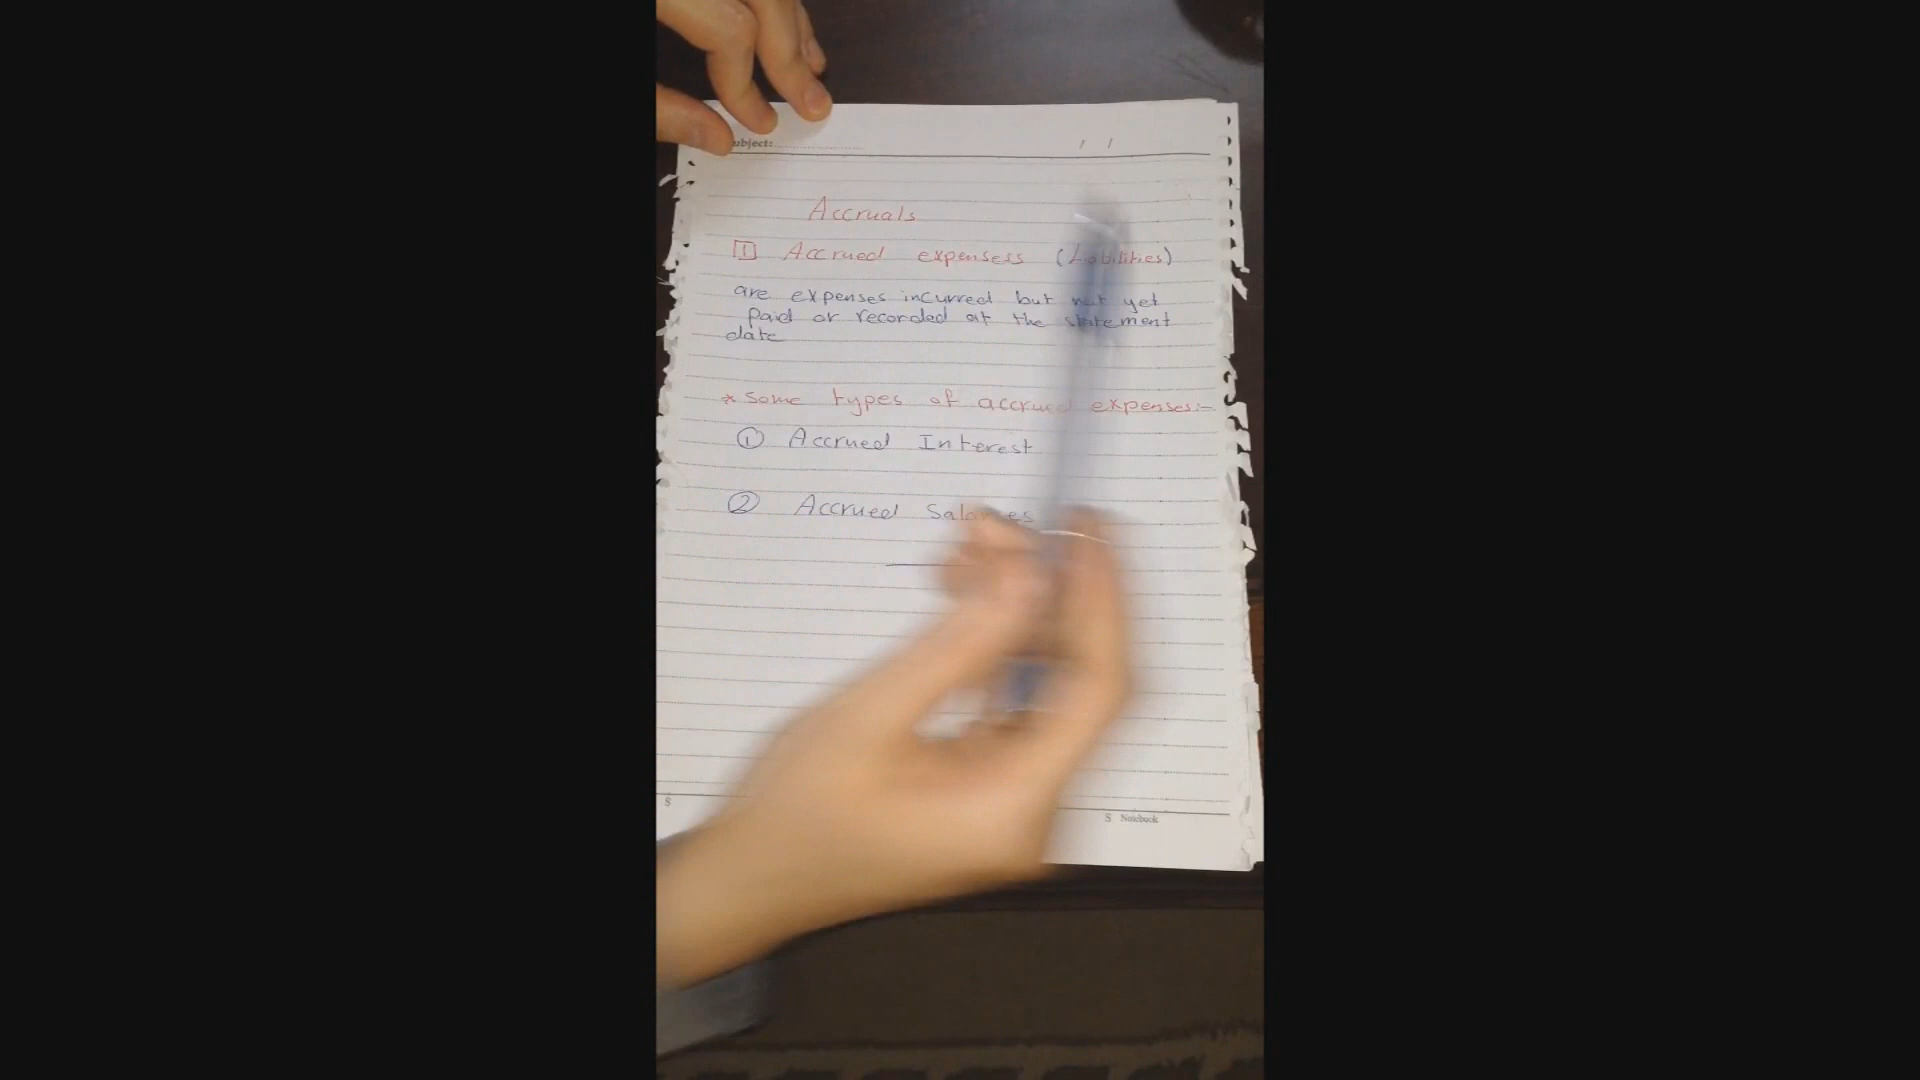 Subject:
/ /
Accruals
1 Accrued expensess (Liabilities)
are expenses incurred but not yet
Paid or recorded at the statement
date
* Some types of accrued expenses:-
① Accrued Interest
② Accrued Salaries
S
S Notebook